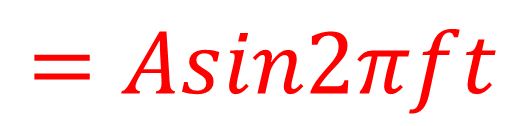 = Asin2πft